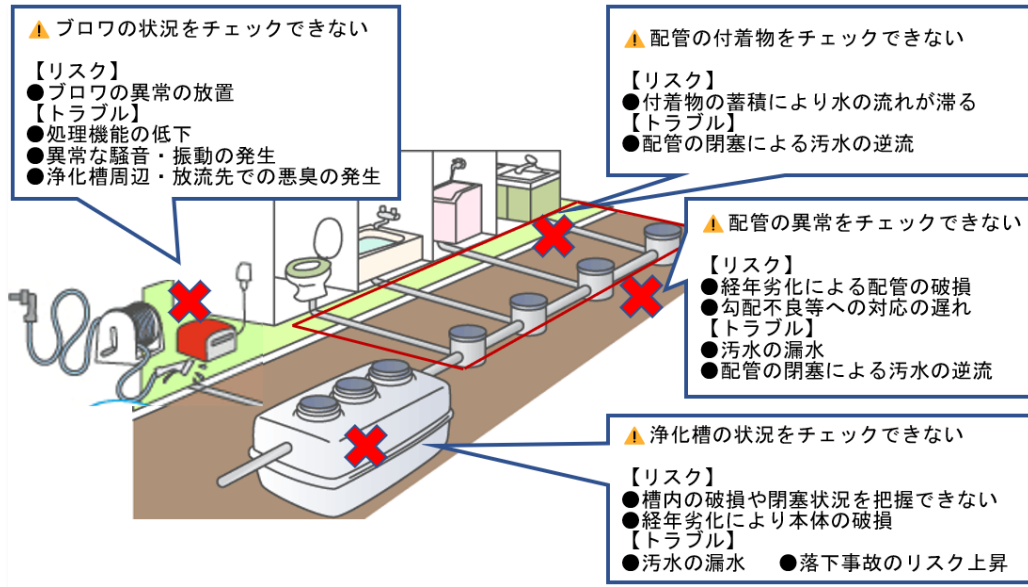 ⚠ ブロワの状況をチェックできない
【リスク】
●ブロワの異常の放置
【トラブル】
●処理機能の低下
●異常な騒音・振動の発生
●浄化槽周辺・放流先での悪臭の発生
⚠ 配管の付着物をチェックできない
【リスク】
●付着物の蓄積により水の流れが滞る
【トラブル】
●配管の閉塞による汚水の逆流
⚠ 配管の異常をチェックできない
【リスク】
●経年劣化による配管の破損
●勾配不良等への対応の遅れ
【トラブル】
●汚水の漏水
●配管の閉塞による汚水の逆流
⚠ 浄化槽の状況をチェックできない
【リスク】
●槽内の破損や閉塞状況を把握できない
●経年劣化により本体の破損
【トラブル】
●汚水の漏水　●落下事故のリスク上昇